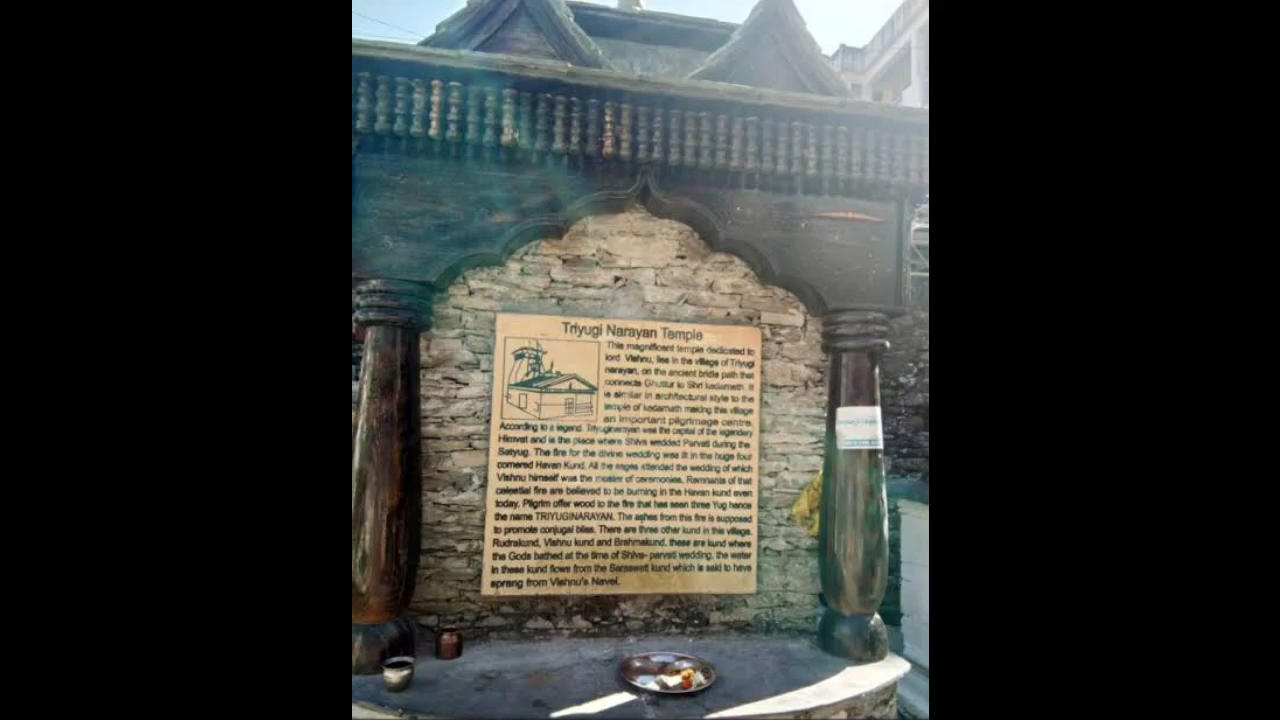 Triyugi Narayan Temple
This magnificent temple dedicated to
lord Vishnu, lies in the village of Triyugi
narayan, on the ancient bridle path that
connects Ghuttur to Shri kedarnath. It
is similar in architectural style to the
temple of kedarnath making this village
an important pilgrimage centre.
According to a legend, Triyuginarayan was the capital of the legendary
Himvat and is the place where Shiva wedded Parvati during the
Satyug. The fire for the divine wedding was lit in the huge four
cornered Havan Kund. All the sages attended the wedding of which
Vishnu himself was the master of ceremonies. Remnants of that
celestial fire are believed to be burning in the Havan kund even
today. Pilgrim offer wood to the fire that has seen three Yug hence
the name TRIYUGINARAYAN. The ashes from this fire is supposed
to promote conjugal bliss. There are three other kund in this village.
Rudrakund, Vishnu kund and Brahmakund. these are kund where
the Gods bathed at the time of Shiva- parvati wedding. the water
in these kund flows from the Saraswati kund which is said to have
sprang from Vishnu's Navel.